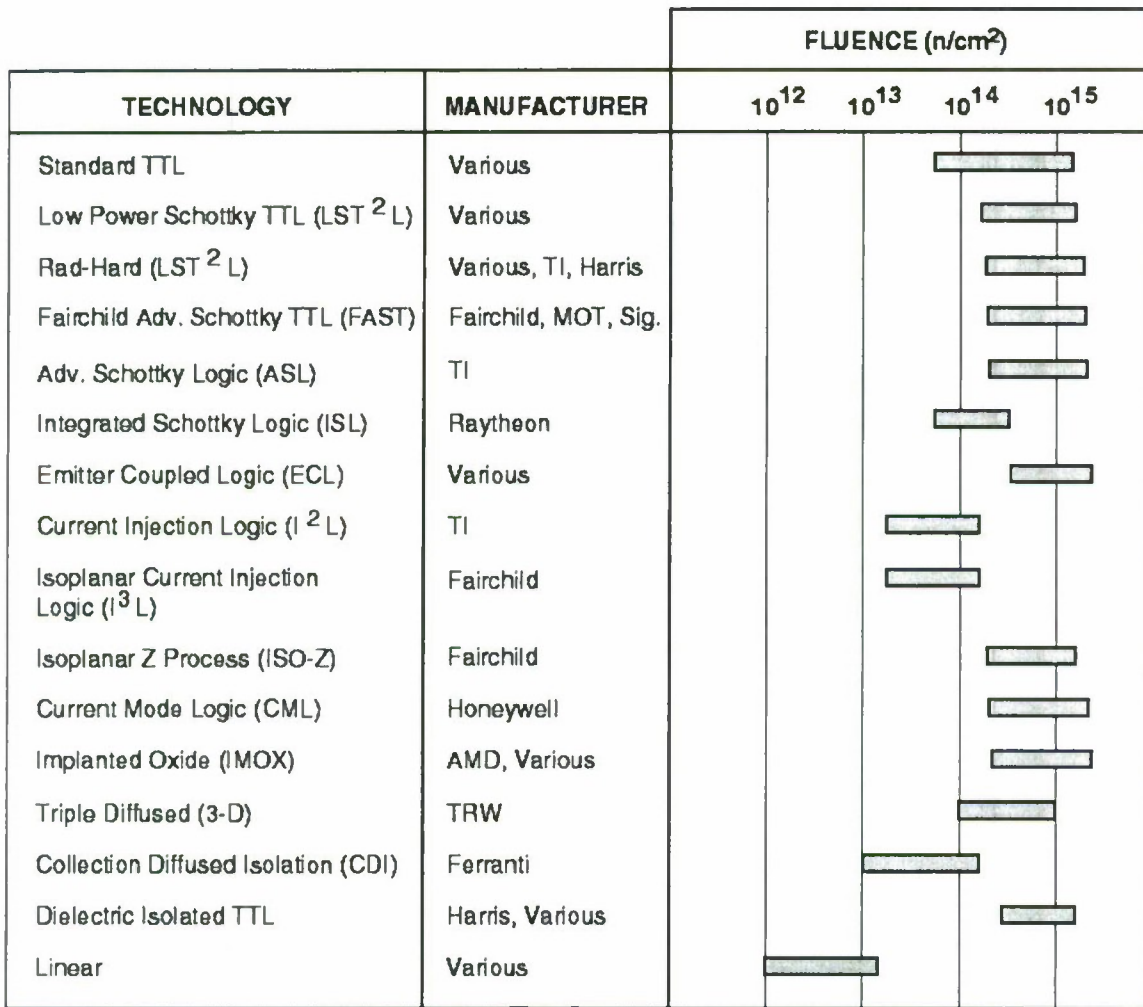 FLUENCE (n/cm²)
TECHNOLOGY MANUFACTURER 10¹² 10¹³ 10¹⁴ 10¹⁵
Standard TTL Various
Low Power Schottky TTL (LST ² L) Various
Rad-Hard (LST ² L) Various, TI, Harris
Fairchild Adv. Schottky TTL (FAST) Fairchild, MOT, Sig.
Adv. Schottky Logic (ASL) TI
Integrated Schottky Logic (ISL) Raytheon
Emitter Coupled Logic (ECL) Various
Current Injection Logic (I ² L) TI
Isoplanar Current Injection Fairchild
Logic (I³ L)
Isoplanar Z Process (ISO-Z) Fairchild
Current Mode Logic (CML) Honeywell
Implanted Oxide (IMOX) AMD, Various
Triple Diffused (3-D) TRW
Collection Diffused Isolation (CDI) Ferranti
Dielectric Isolated TTL Harris, Various
Linear Various